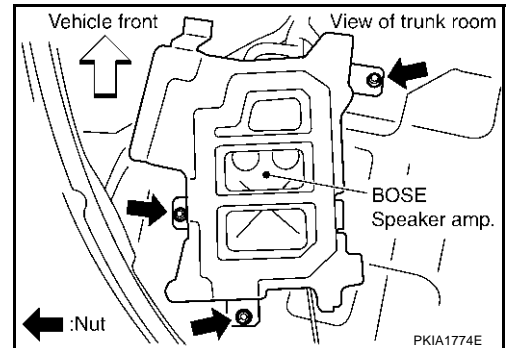 Vehicle front
View of trunk room
BOSE
Speaker amp.
:Nut
PKIA1774E